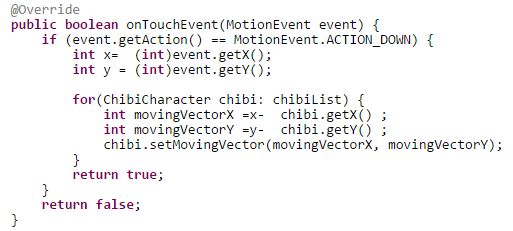 @Override
public boolean onTouchEvent(MotionEvent event) {
    if (event.getAction() == MotionEvent.ACTION_DOWN) {
        int x=  (int)event.getX();
        int y = (int)event.getY();

        for(ChibiCharacter chibi: chibiList) {
            int movingVectorX =x-  chibi.getX() ;
            int movingVectorY =y-  chibi.getY() ;
            chibi.setMovingVector(movingVectorX, movingVectorY);
        }
        return true;
    }
    return false;
}